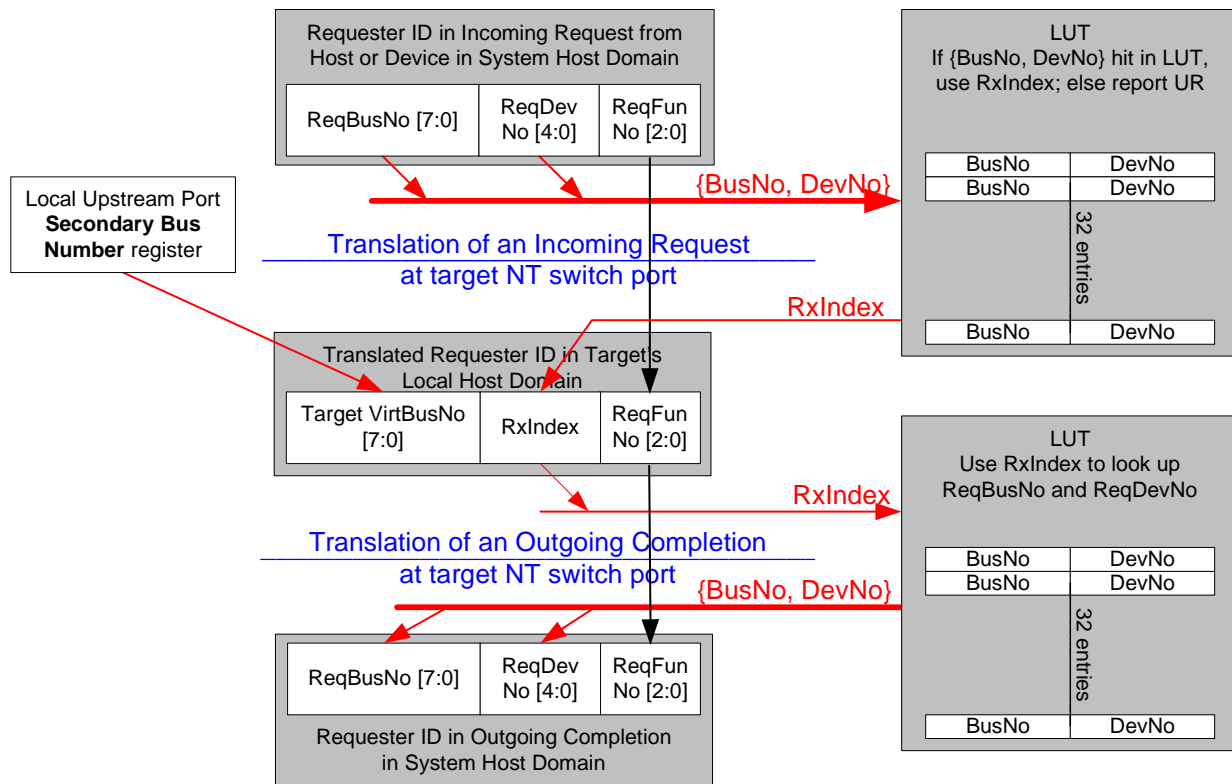 Requester ID in Incoming Request from
Host or Device in System Host Domain
ReqBusNo [7:0]
ReqDev
No [4:0]
ReqFun
No [2:0]
LUT
If {BusNo, DevNo} hit in LUT,
use RxIndex; else report UR
BusNo DevNo
BusNo DevNo
32 entries
BusNo DevNo
{BusNo, DevNo}
Local Upstream Port
Secondary Bus
Number register
Translation of an Incoming Request
at target NT switch port
RxIndex
Translated Requester ID in Target's
Local Host Domain
Target VirtBusNo
[7:0]
RxIndex
ReqFun
No [2:0]
LUT
Use RxIndex to look up
ReqBusNo and ReqDevNo
BusNo DevNo
BusNo DevNo
32 entries
BusNo DevNo
RxIndex
Translation of an Outgoing Completion
at target NT switch port
{BusNo, DevNo}
ReqBusNo [7:0]
ReqDev
No [4:0]
ReqFun
No [2:0]
Requester ID in Outgoing Completion
in System Host Domain